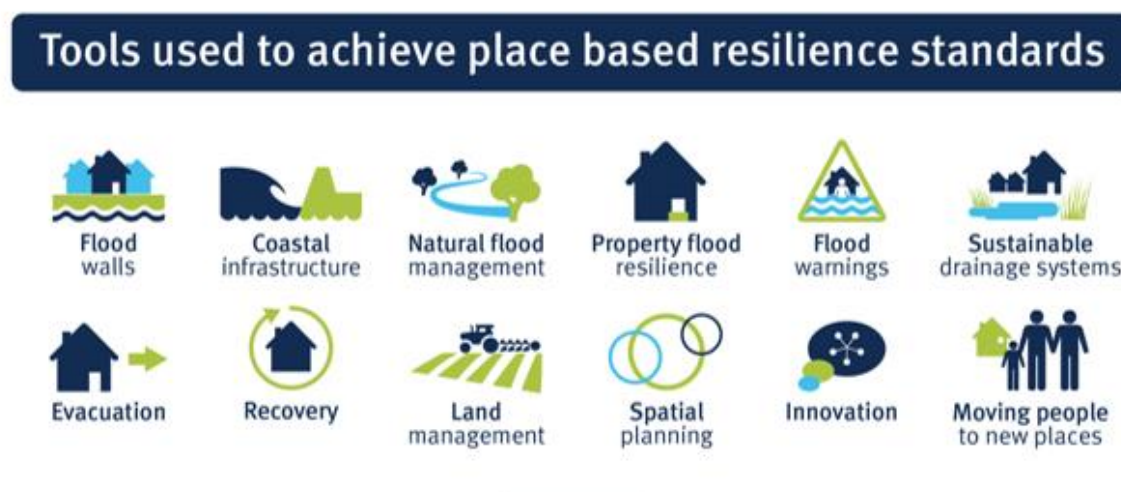 Tools used to achieve place based resilience standards
Flood
walls
Coastal
infrastructure
Natural flood
management
Property flood
resilience
Flood
warnings
Sustainable
drainage systems
Evacuation
Recovery
Land
management
Spatial
planning
Innovation
Moving people
to new places